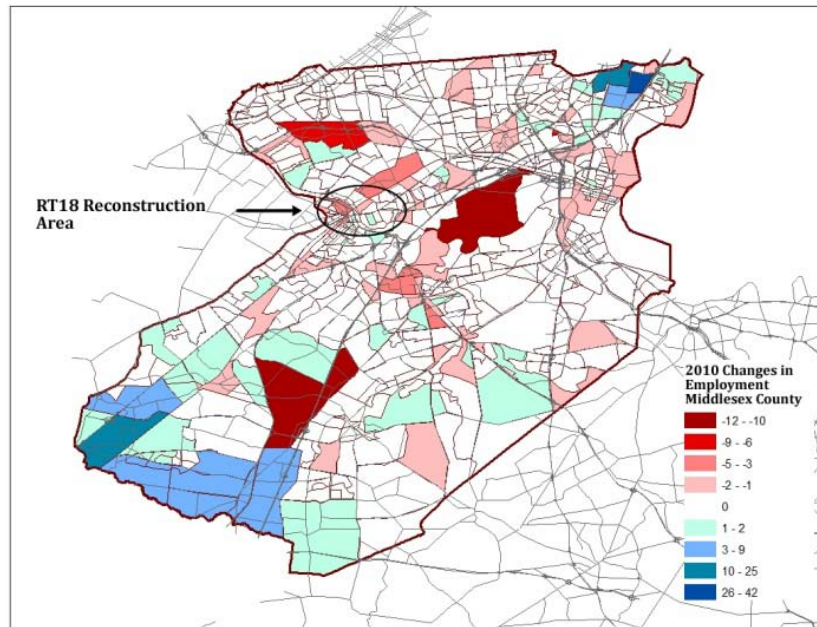 RT18 Reconstruction
Area
2010 Changes in
Employment
Middlesex County
-12 - -10
-9 - -6
-5 - -3
-2 - -1
0
1 - 2
3 - 9
10 - 25
26 - 42